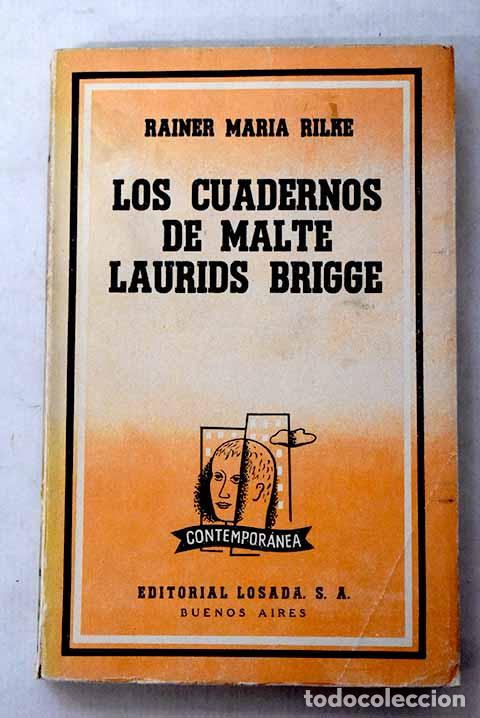 RAINER MARIA RILKE
LOS CUADERNOS
DE MALTE
LAURIDS BRIGGE
CONTEMPORÁNEA
EDITORIAL LOSADA. S. A.
BUENOS AIRES
todocoleccion